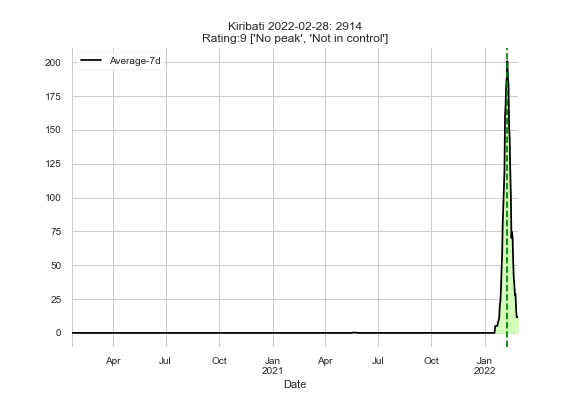 Kiribati 2022-02-28: 2914
Rating:9 ['No peak', 'Not in control']
Average-7d
200
175
150
125
100
75
50
25
0
Apr Jul Oct Jan Apr Jul Oct Jan
2021 2022
Date